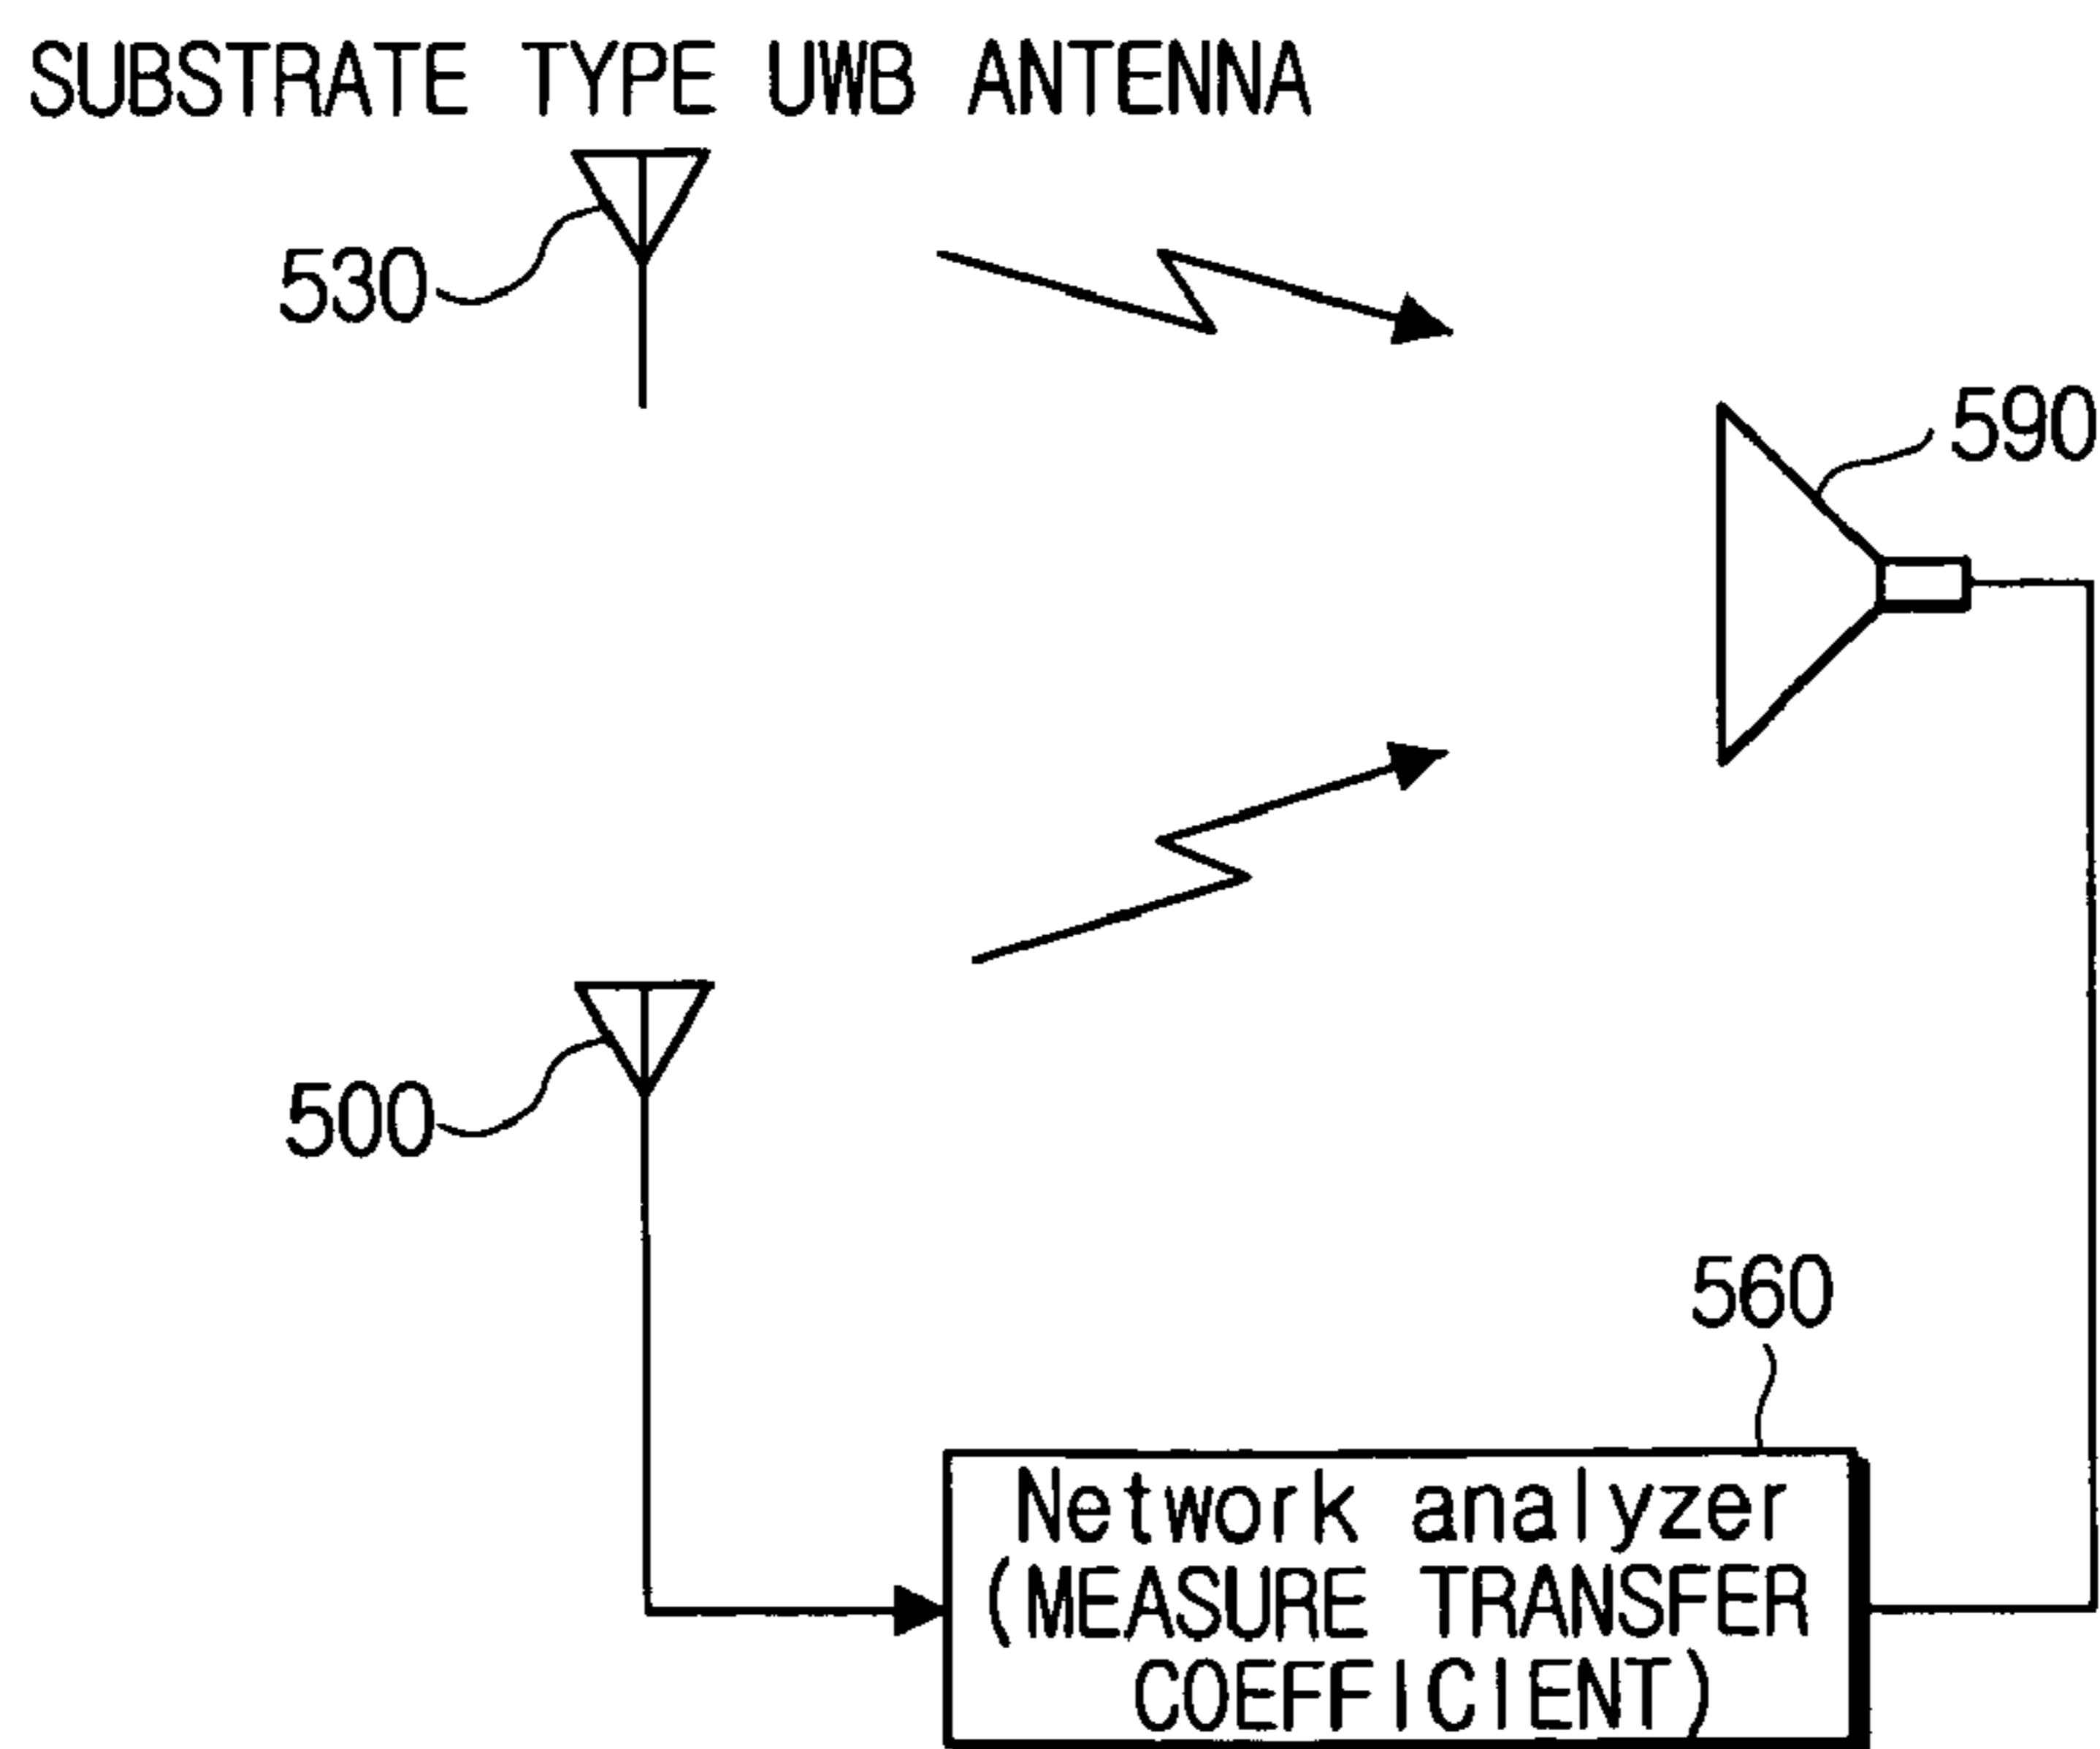 SUBSTRATE TYPE UWB ANTENNA
530
590
500
560
Network analyzer
(MEASURE TRANSFER
COEFFICIENT)